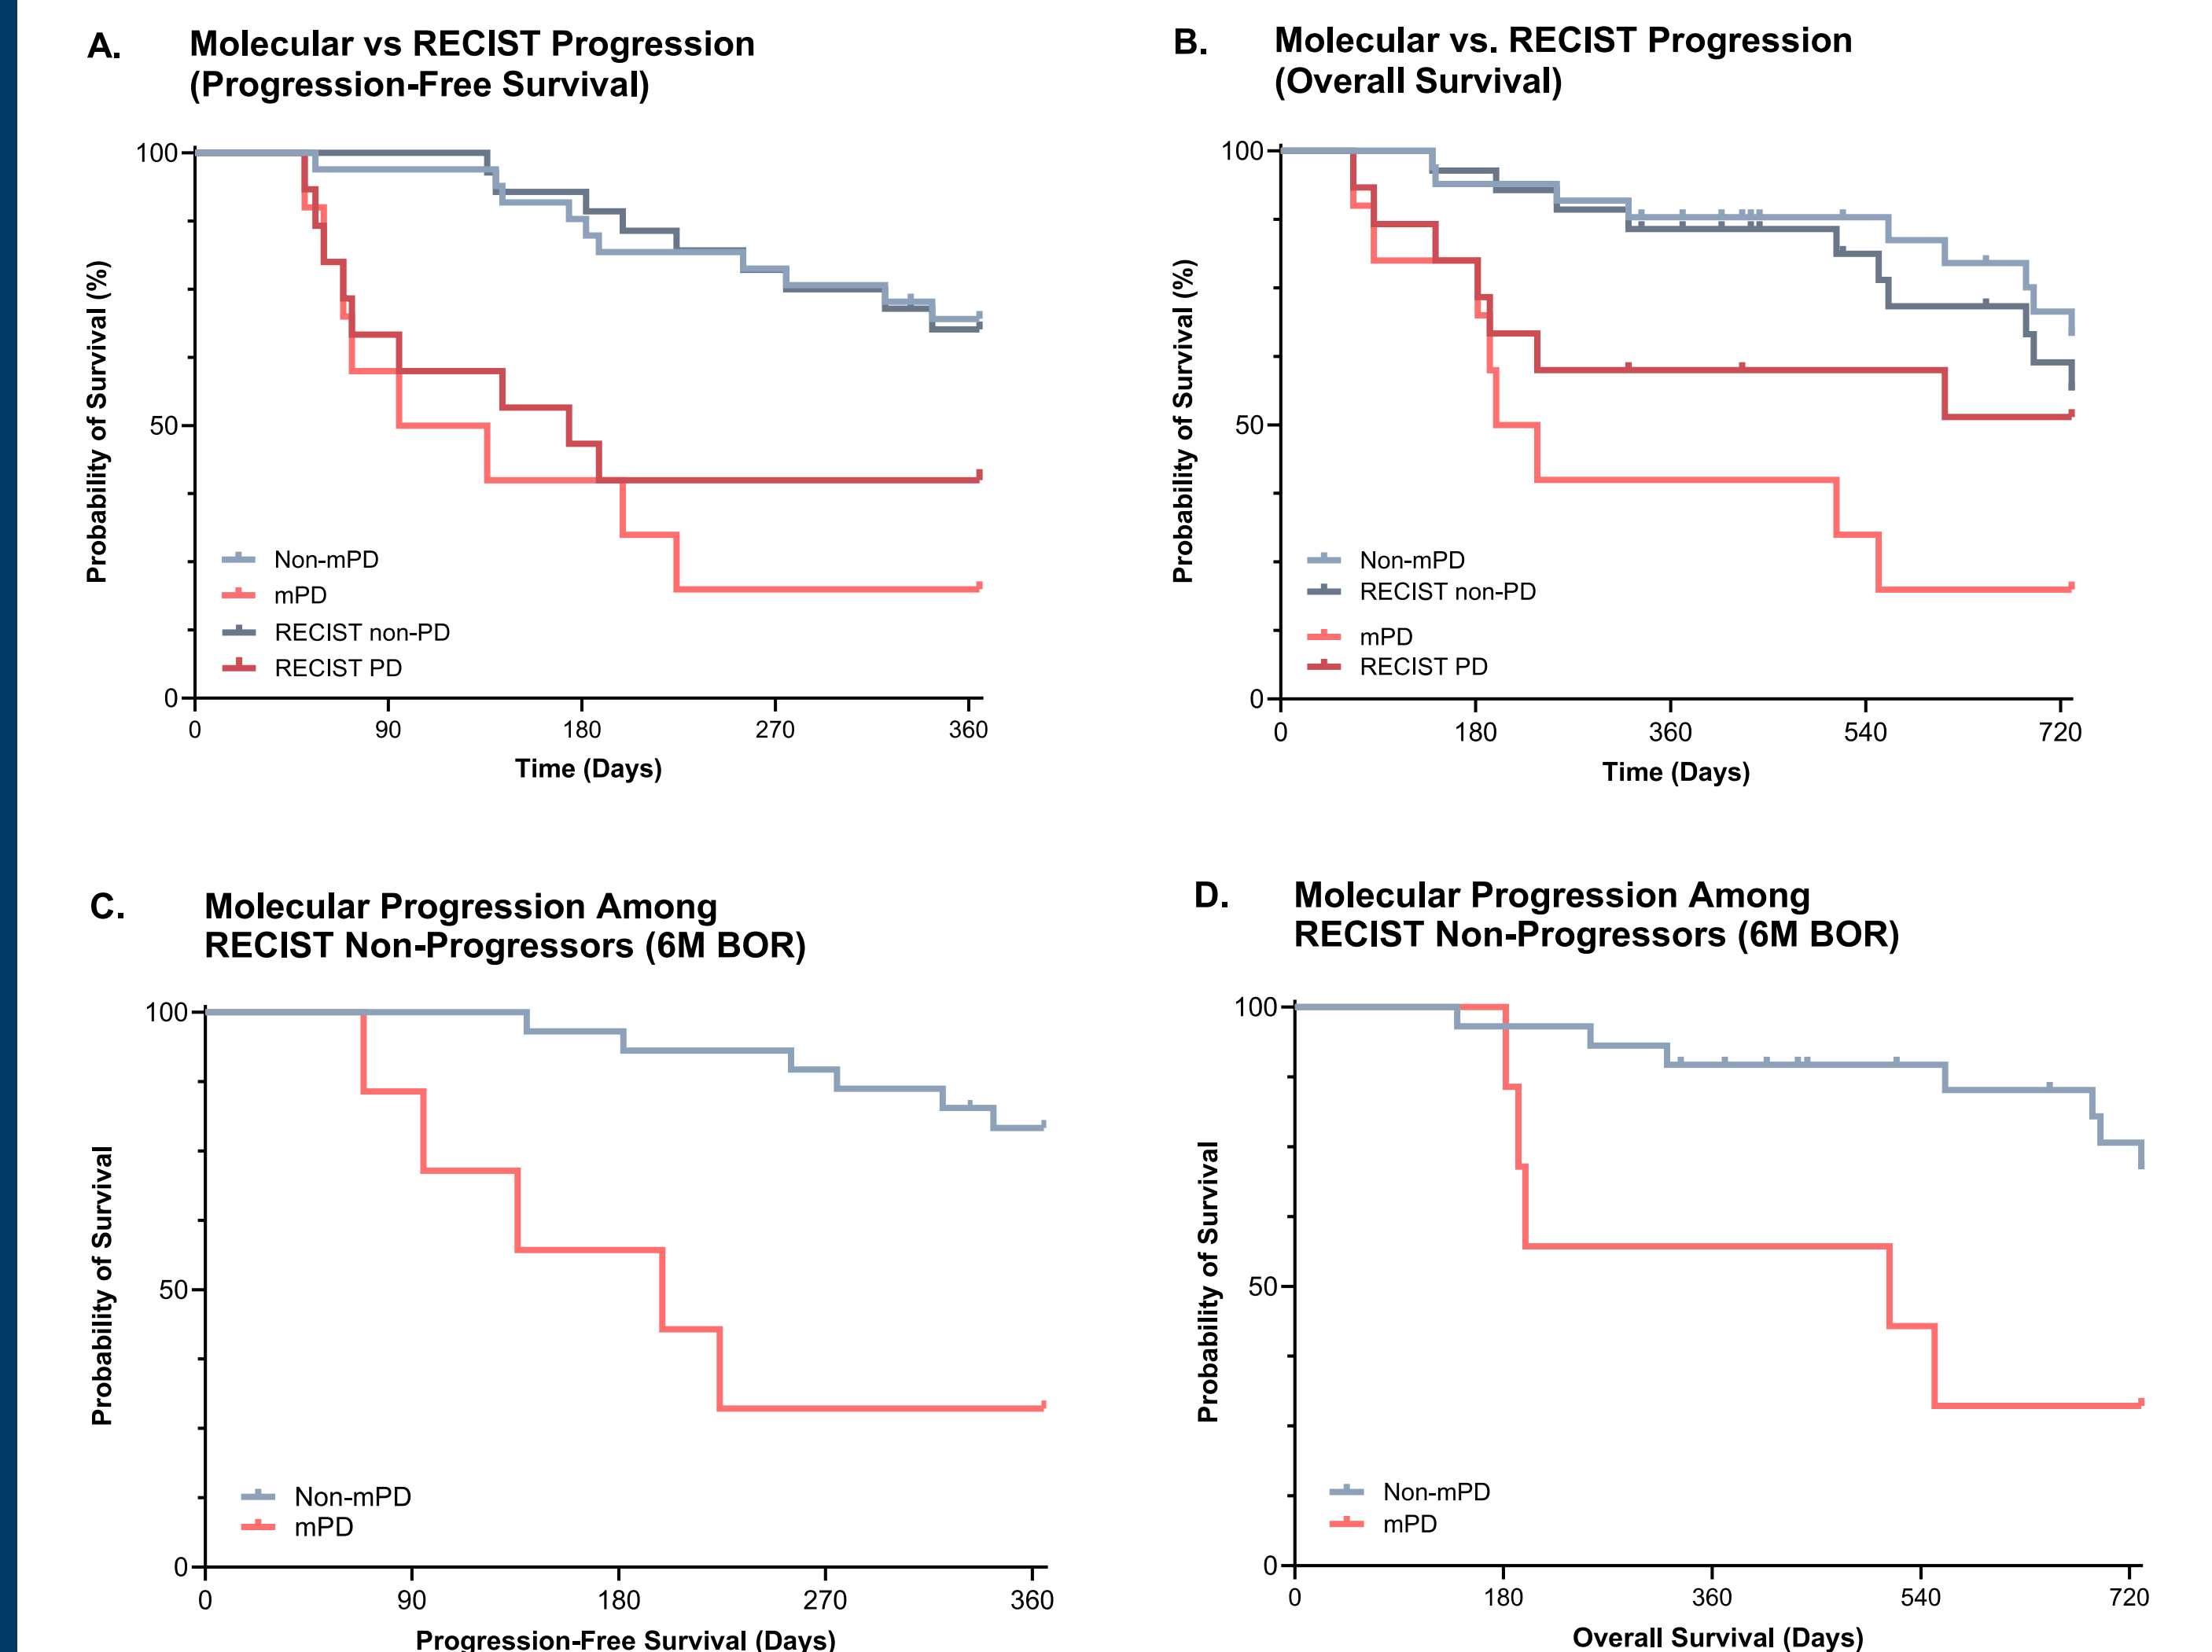 A.
Molecular vs RECIST Progression
(Progression-Free Survival)
Probability of Survival (%)
100
50
0
Non-mPD
mPD
RECIST non-PD
RECIST PD
0 90 180 270 360
Time (Days)
B.
Molecular vs. RECIST Progression
(Overall Survival)
Probability of Survival (%)
100
50
0
Non-mPD
RECIST non-PD
mPD
RECIST PD
0 180 360 540 720
Time (Days)
C.
Molecular Progression Among
RECIST Non-Progressors (6M BOR)
Probability of Survival
100
50
0
Non-mPD
mPD
0 90 180 270 360
Progression-Free Survival (Days)
D.
Molecular Progression Among
RECIST Non-Progressors (6M BOR)
Probability of Survival
100
50
0
Non-mPD
mPD
0 180 360 540 720
Overall Survival (Days)